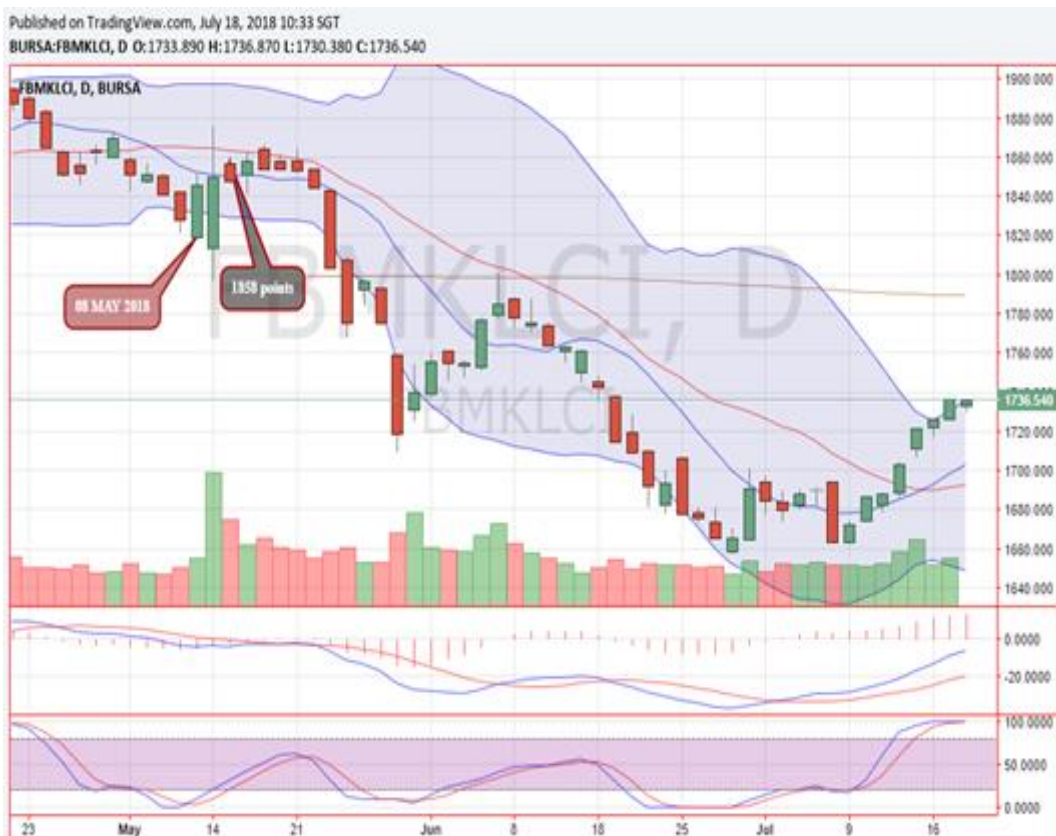 Published on TradingView.com, July 18, 2018 10:33 SGT
BURSA:FBMKLCI, D O:1733.890 H:1736.870 L:1730.380 C:1736.540
FBMKLCI, D, BURSA
1900.000
1880.000
1860.000
1840.000
1820.000
1800.000
1780.000
1760.000
1736.540
1720.000
1700.000
1680.000
1660.000
1640.000
08 MAY 2018
1858 points
FBMKLCI, D
FBMKLCI
0.0000
-20.0000
100.0000
50.0000
0.0000
23 May 14 21 Jun 8 18 25 Jul 9 16